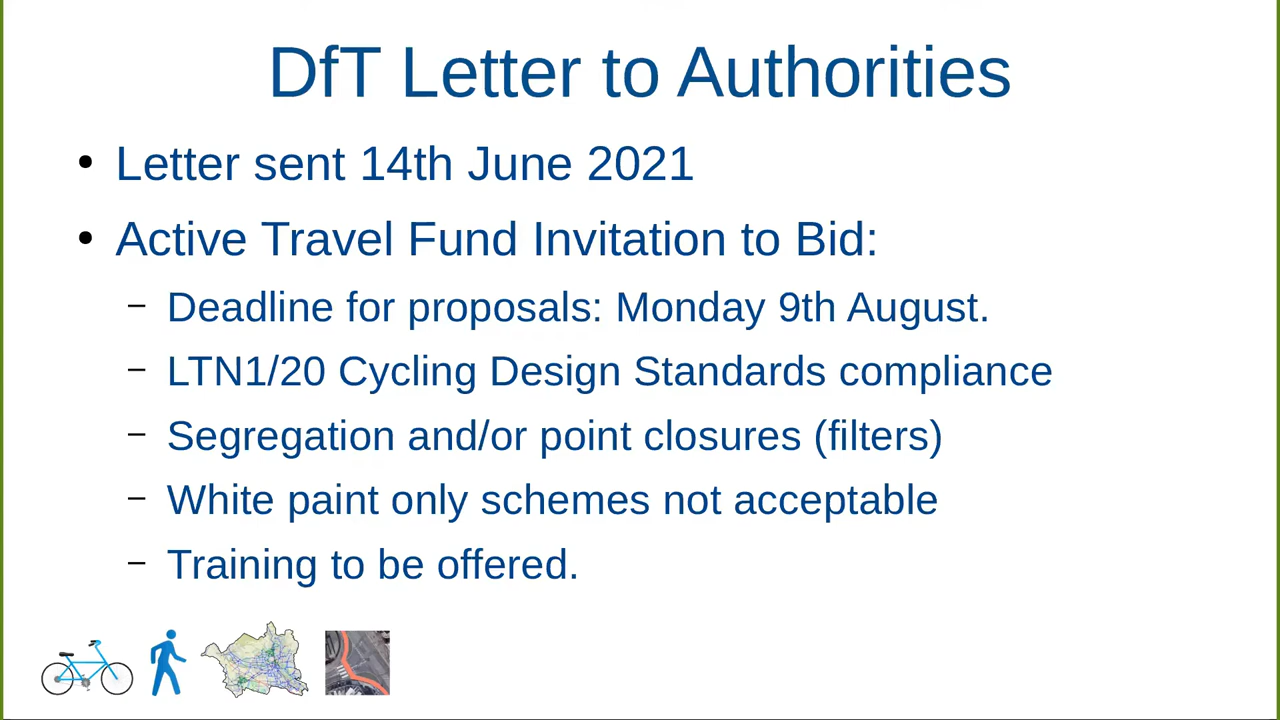 DfT Letter to Authorities
• Letter sent 14th June 2021
• Active Travel Fund Invitation to Bid:
– Deadline for proposals: Monday 9th August.
– LTN1/20 Cycling Design Standards compliance
– Segregation and/or point closures (filters)
– White paint only schemes not acceptable
– Training to be offered.